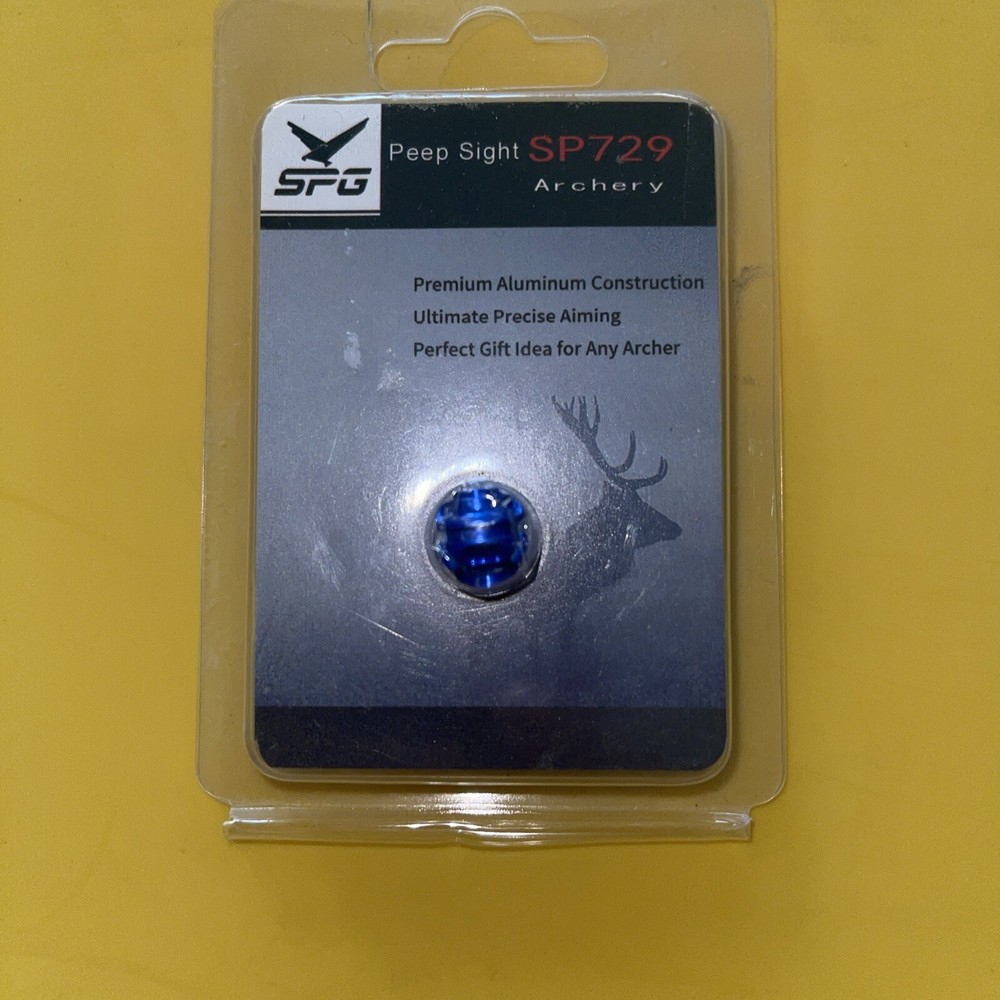 SPG
Peep Sight SP729
Archery
Premium Aluminum Construction
Ultimate Precise Aiming
Perfect Gift Idea for Any Archer